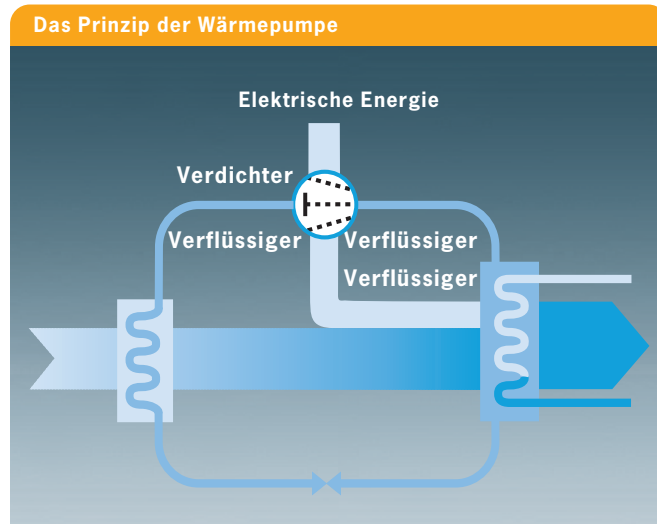 Das Prinzip der Wärmepumpe
Elektrische Energie
Verdichter
Verflüssiger Verflüssiger
Verflüssiger